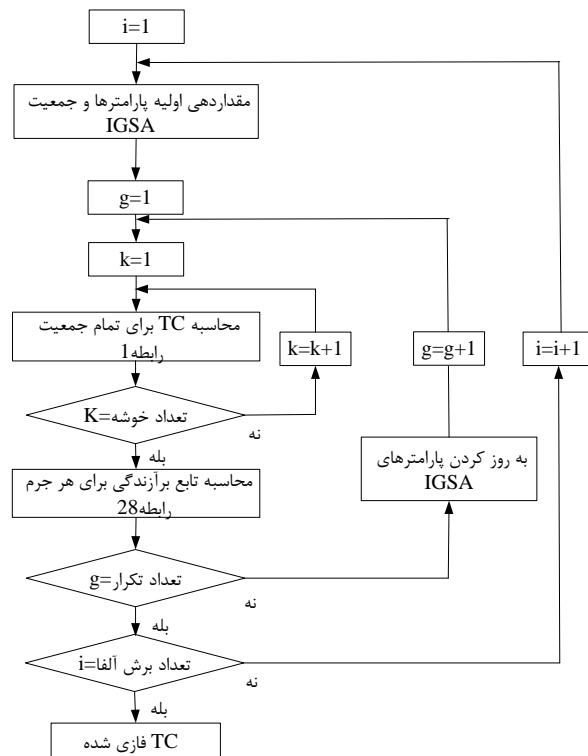 i=1
مقداردهی اولیه پارامترها و جمعیت
IGSA
g=1
k=1
محاسبه TC برای تمام جمعیت
رابطه1
k=k+1
g=g+1
i=i+1
تعداد خوشه=K
نه
بله
به روز کردن پارامترهای
IGSA
محاسبه تابع برآزندگی برای هر جرم
رابطه28
تعداد تکرار=g
نه
بله
تعداد برش آلفا=i
نه
بله
TC فازی شده